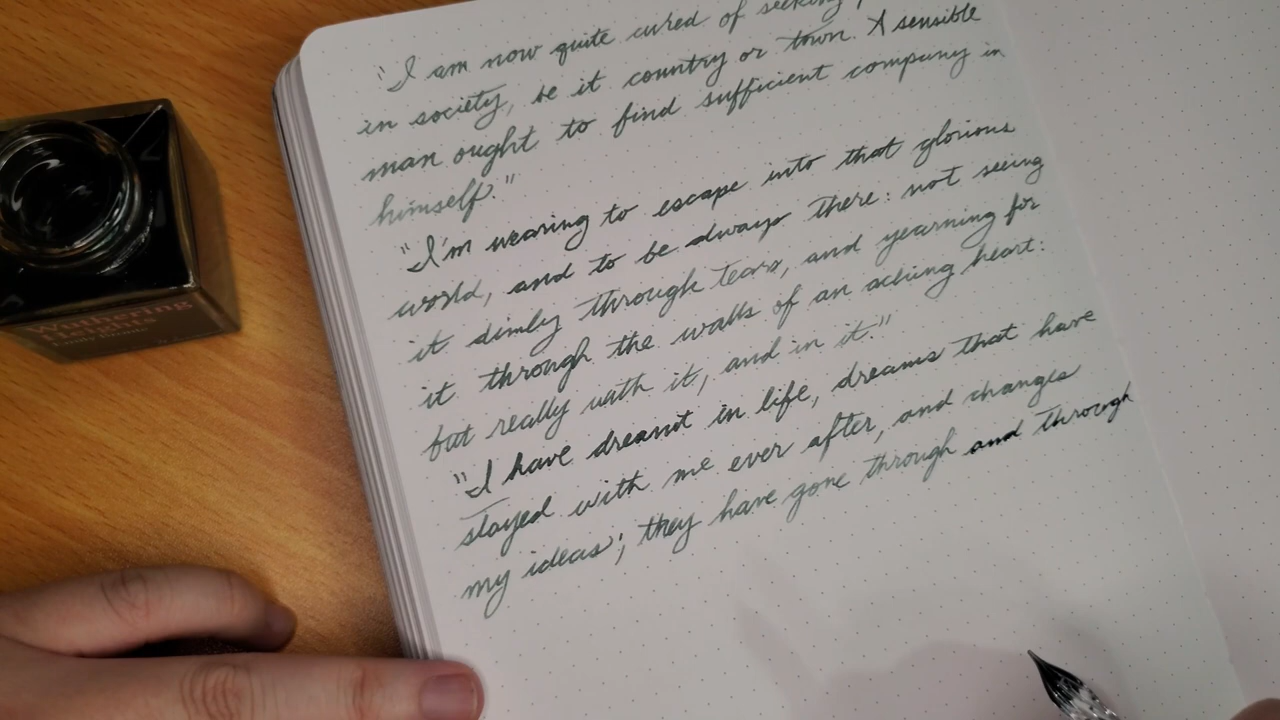 "I am now quite cured of seeking
in society, be it country or town. A sensible
man ought to find sufficient company in
himself."
"I'm wearing to escape into that glorious
world, and to be always there: not seeing
it dimly through tears, and yearning for
it through the walls of an aching heart:
but really with it, and in it."
"I have dreamt in life, dreams that have
stayed with me ever after, and changes
my ideas; they have gone through and through
Wuthering